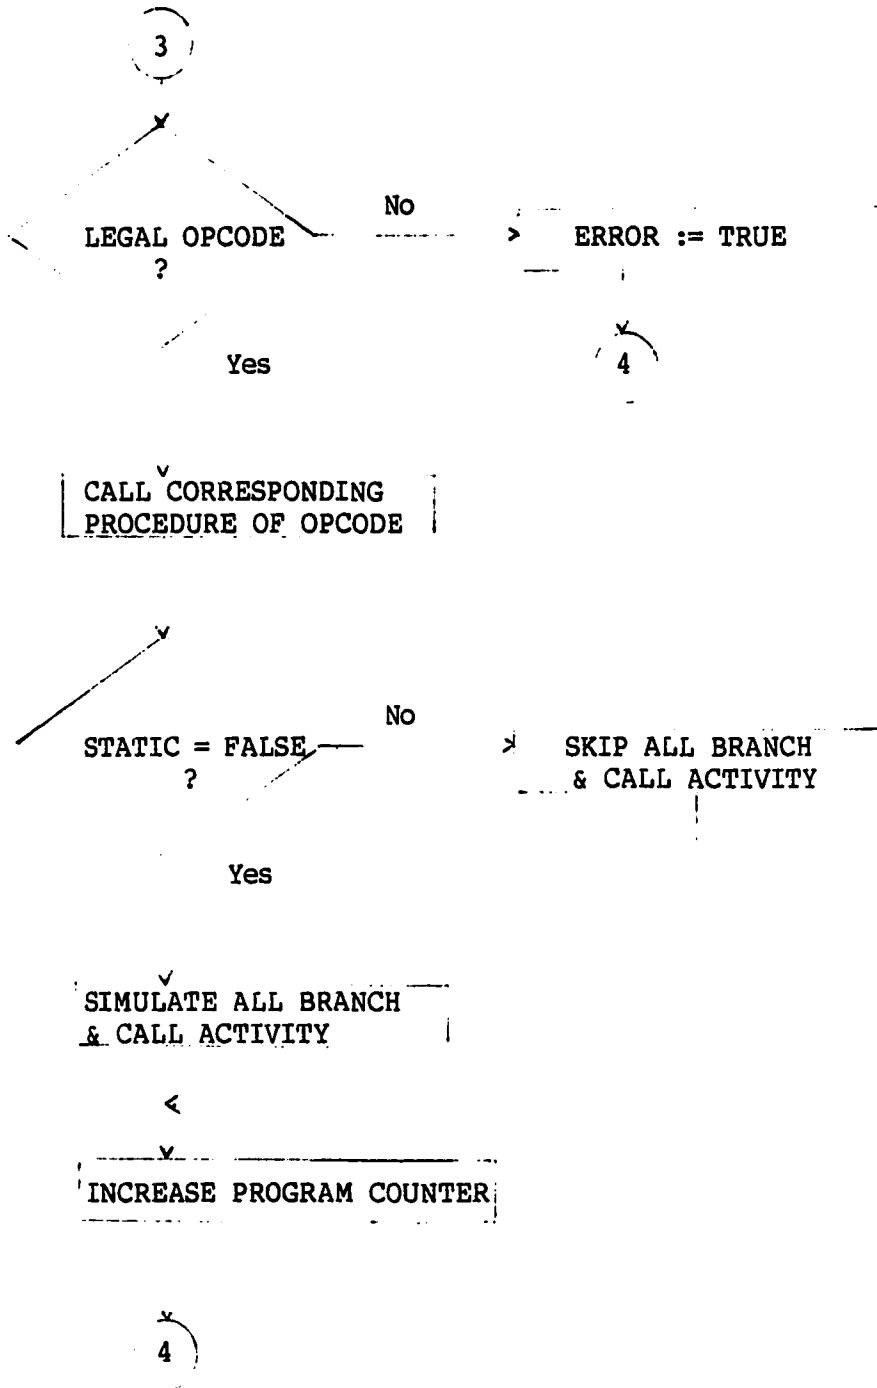 3
No
LEGAL OPCODE
?
ERROR := TRUE
Yes
4
CALL CORRESPONDING
PROCEDURE OF OPCODE
No
STATIC = FALSE
?
SKIP ALL BRANCH
& CALL ACTIVITY
Yes
SIMULATE ALL BRANCH
& CALL ACTIVITY
INCREASE PROGRAM COUNTER
4